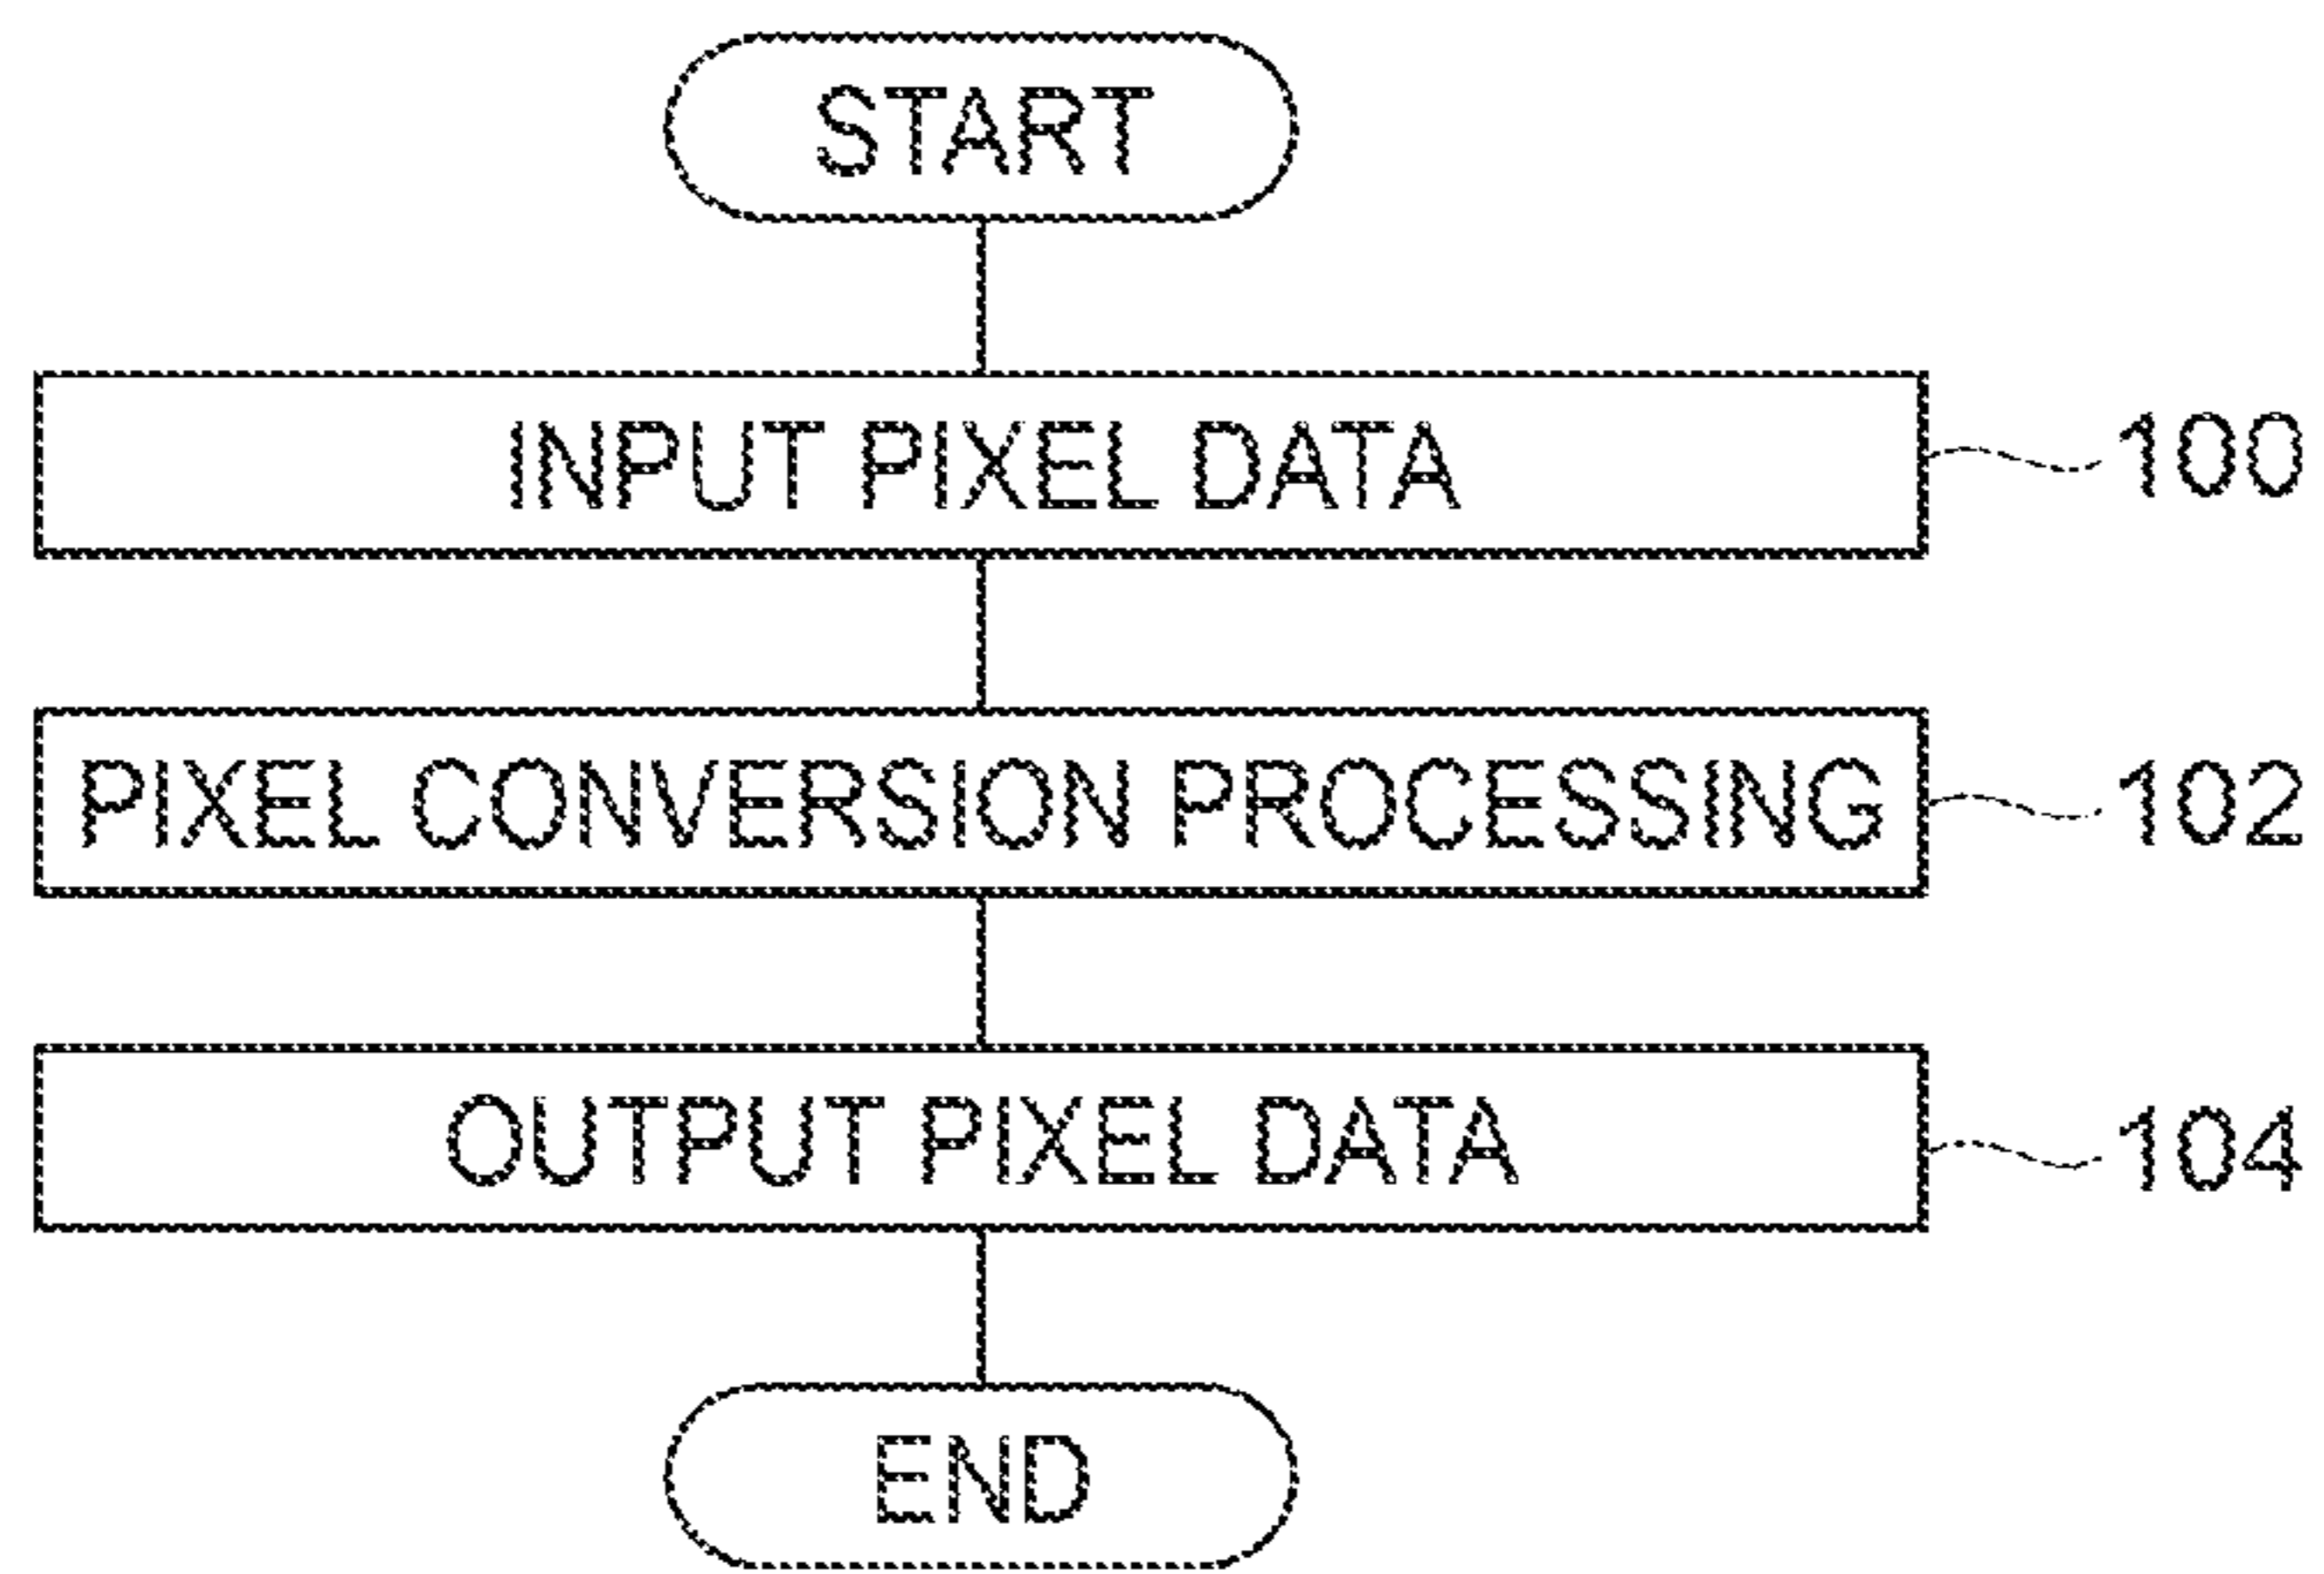 START
INPUT PIXEL DATA
100
PIXEL CONVERSION PROCESSING
102
OUTPUT PIXEL DATA
104
END